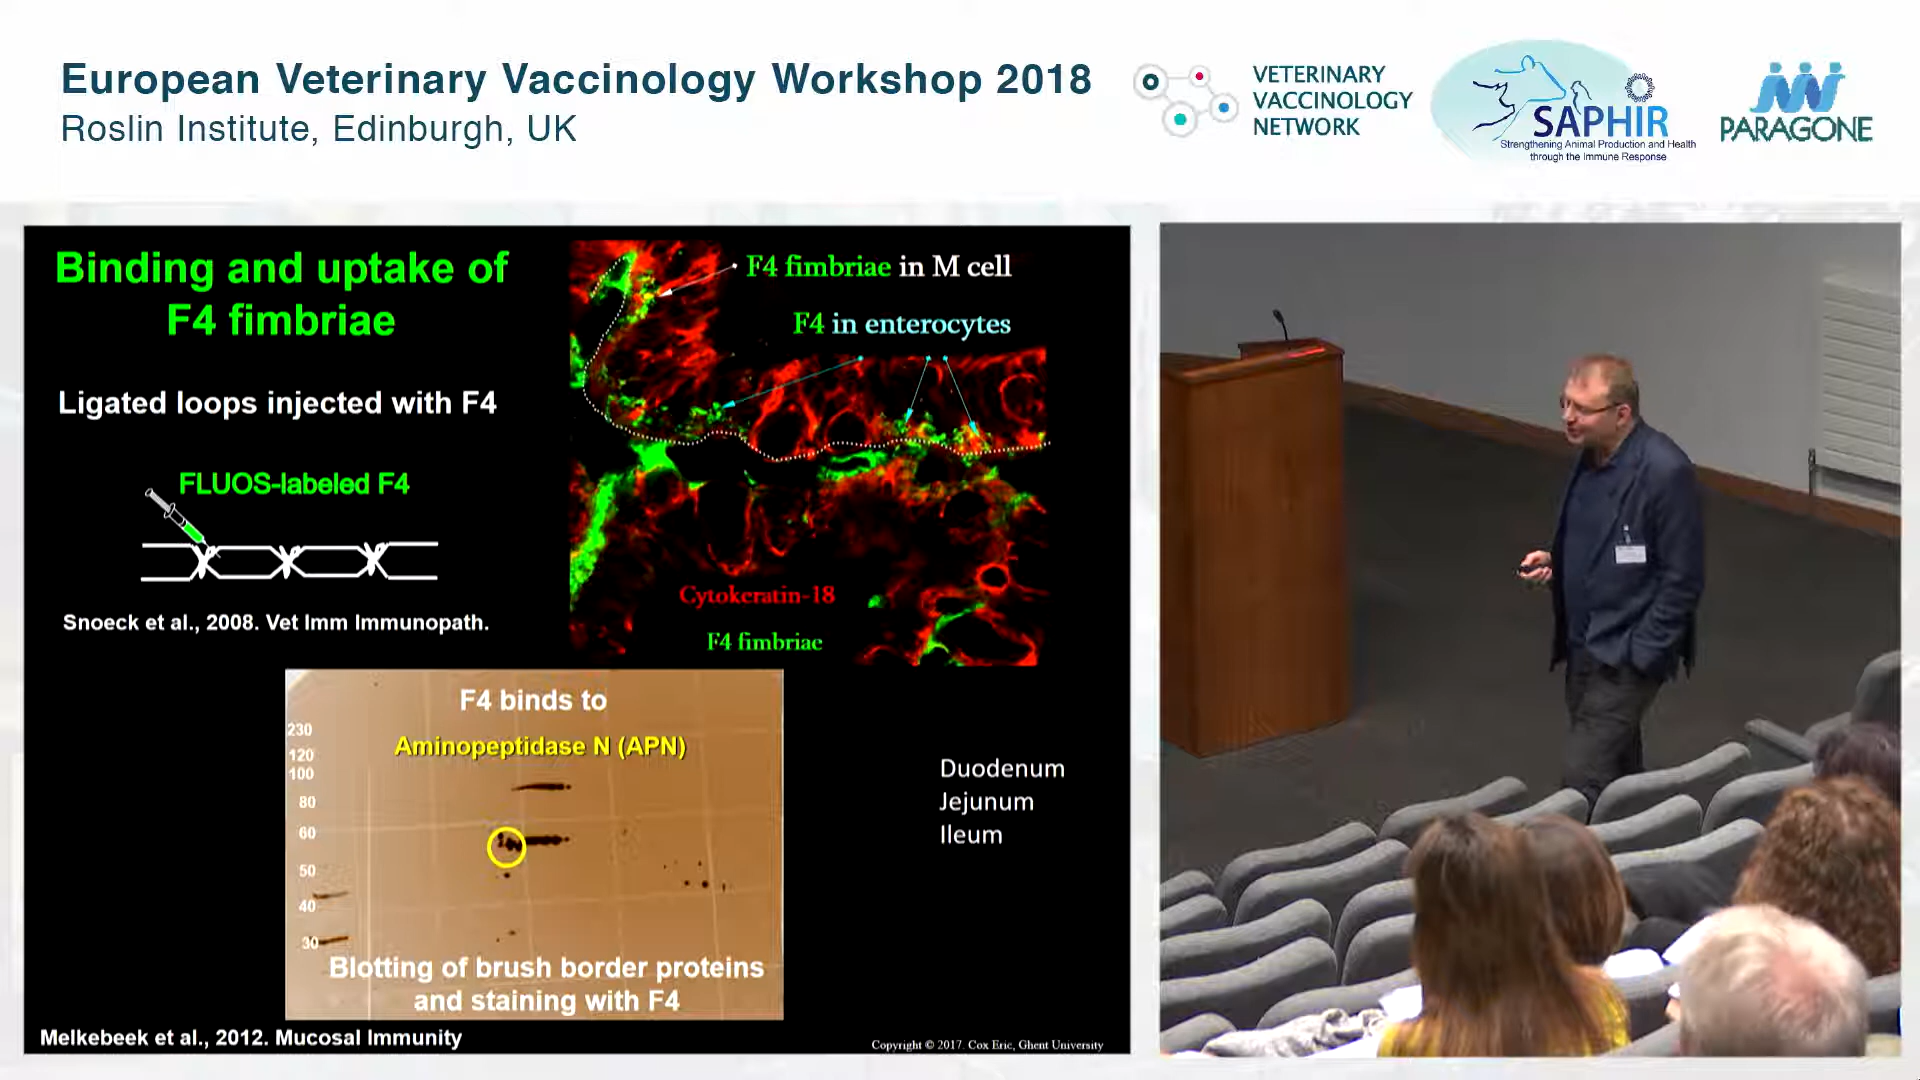 European Veterinary Vaccinology Workshop 2018
Roslin Institute, Edinburgh, UK
VETERINARY
VACCINOLOGY
NETWORK
SAPHIR
Strengthening Animal Production and Health
through the Immune Response
PARAGONE
Binding and uptake of
F4 fimbriae
Ligated loops injected with F4
FLUOS-labeled F4
Snoeck et al., 2008. Vet Imm Immunopath.
F4 fimbriae in M cell
F4 in enterocytes
Cytokeratin-18
F4 fimbriae
F4 binds to
Aminopeptidase N (APN)
230
120
100
80
60
50
40
30
Blotting of brush border proteins
and staining with F4
Duodenum
Jejunum
Ileum
Melkebeek et al., 2012. Mucosal Immunity
Copyright © 2017. Cox Eric, Ghent University